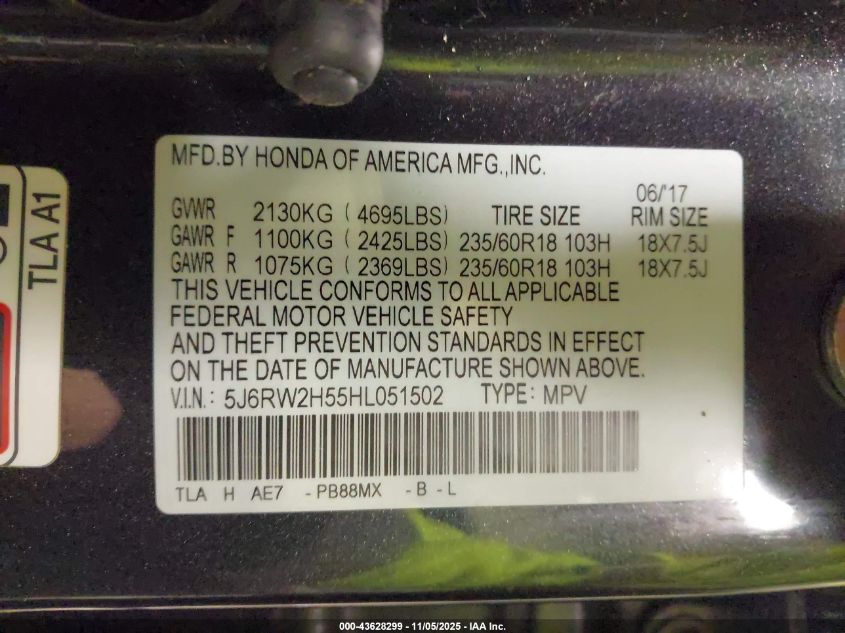 MFD.BY HONDA OF AMERICA MFG.,INC.
06/'17
GVWR 2130KG ( 4695LBS) TIRE SIZE RIM SIZE
GAWR F 1100KG ( 2425LBS) 235/60R18 103H 18X7.5J
GAWR R 1075KG ( 2369LBS) 235/60R18 103H 18X7.5J
THIS VEHICLE CONFORMS TO ALL APPLICABLE
FEDERAL MOTOR VEHICLE SAFETY
AND THEFT PREVENTION STANDARDS IN EFFECT
ON THE DATE OF MANUFACTURE SHOWN ABOVE.
V.I.N.: 5J6RW2H55HL051502 TYPE: MPV
TLA H AE7 - PB88MX - B - L
TLA A1
000-43628299 - 11/05/2025 - IAA Inc.